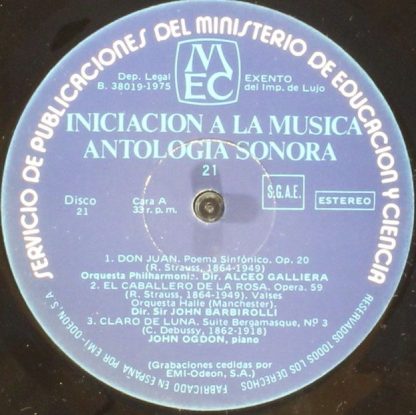 SERVICIO DE PUBLICACIONES DEL MINISTERIO DE EDUCACION Y CIENCIA
MEC
Dep. Legal
B. 38019-1975
EXENTO
del Imp. de Lujo
INICIACION A LA MUSICA
ANTOLOGIA SONORA
21
Disco
21
Cara A
33 r. p. m.
S.G.A.E.
ESTEREO
1. DON JUAN. Poema Sinfónico. Op. 20
(R. Strauss, 1864-1949)
Orquesta Philharmonia. Dir. ALCEO GALLIERA
2. EL CABALLERO DE LA ROSA. Opera. 59
(R. Strauss, 1864-1949). Valses
Orquesta Halle (Manchester)
Dir. Sir JOHN BARBIROLLI
3. CLARO DE LUNA. Suite Bergamasque, Nº 3
(C. Debussy, 1862-1918)
JOHN OGDON, piano
(Grabaciones cedidas por
EMI-Odeon, S.A.)
FABRICADO EN ESPAÑA POR EMI-ODEON S A
RESERVADOS TODOS LOS DERECHOS